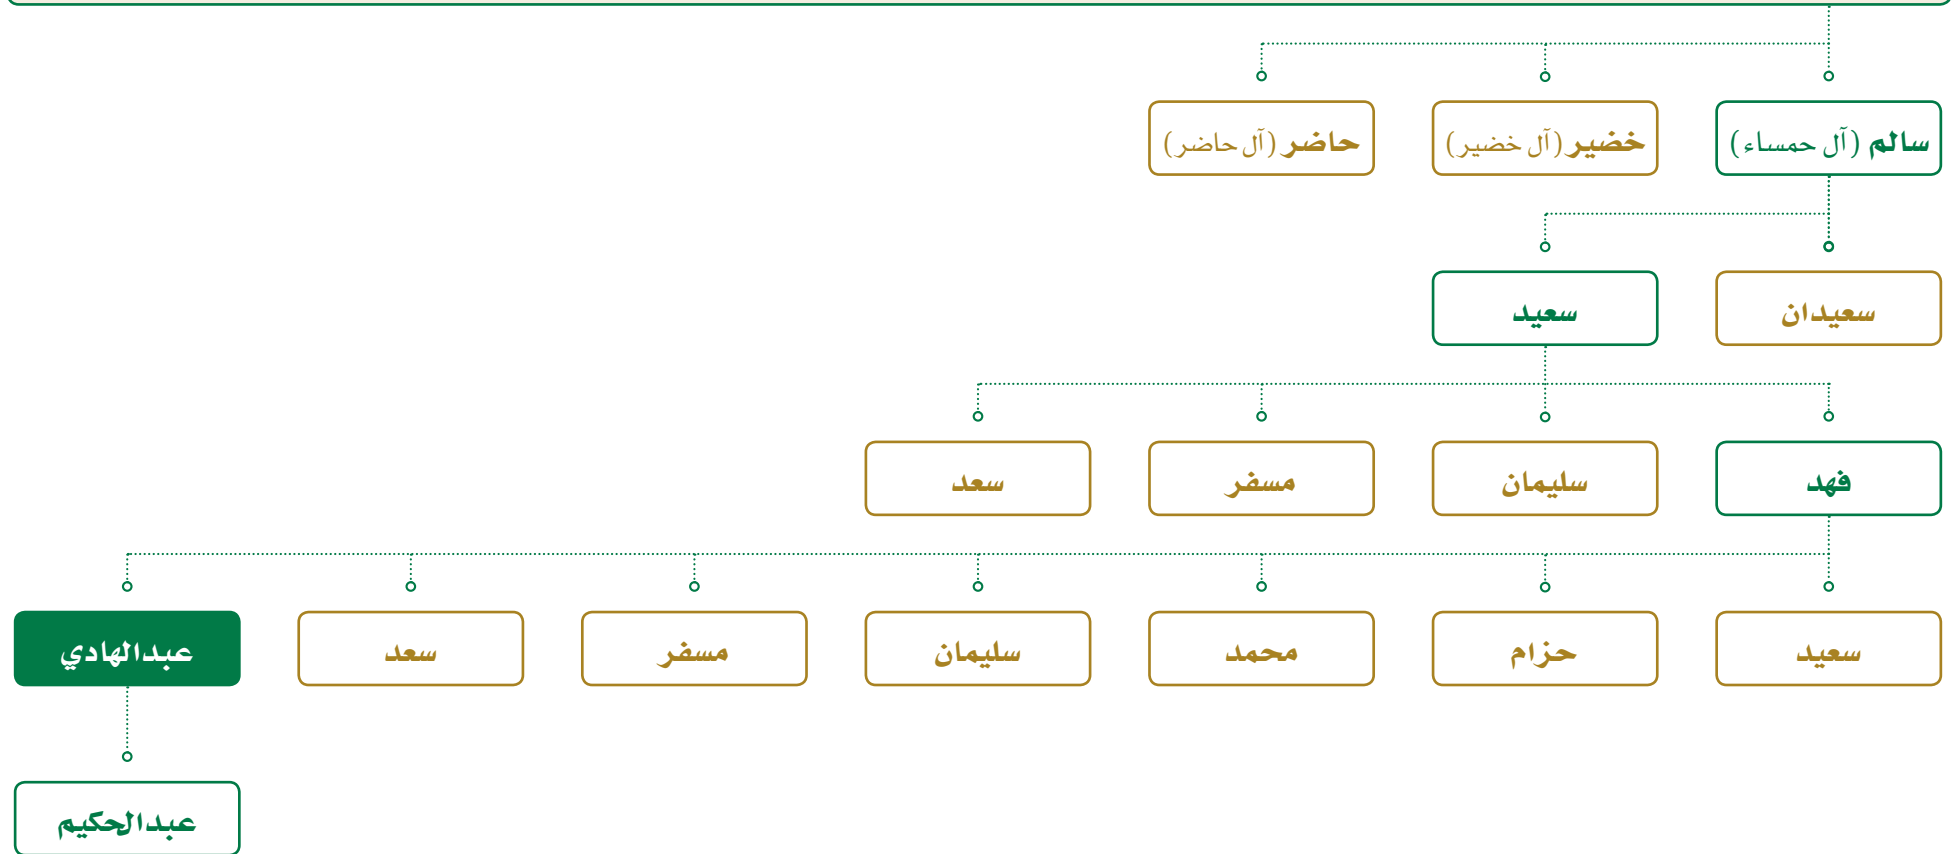 سالم (آل حمساء) خضير (آل خضير) حاضر (آل حاضر)
سعيدان سعيد
فهد سليمان مسفر سعد
سعيد حزام محمد سليمان مسفر سعد عبدالهادي
عبدالحكيم